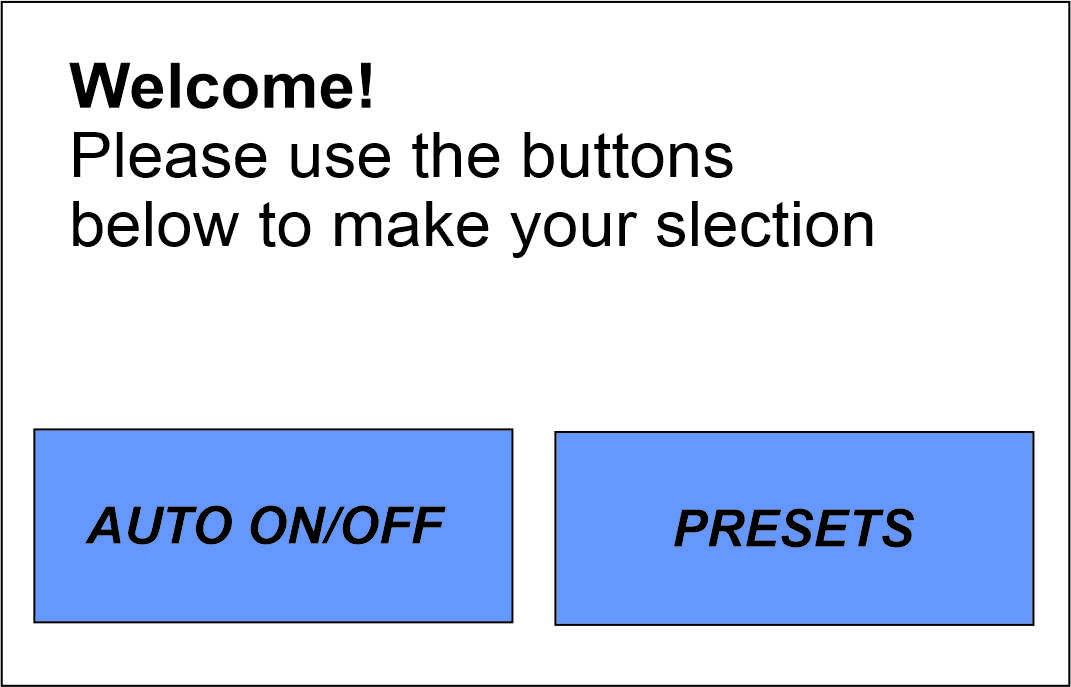 Welcome!
Please use the buttons
below to make your slection
AUTO ON/OFF
PRESETS